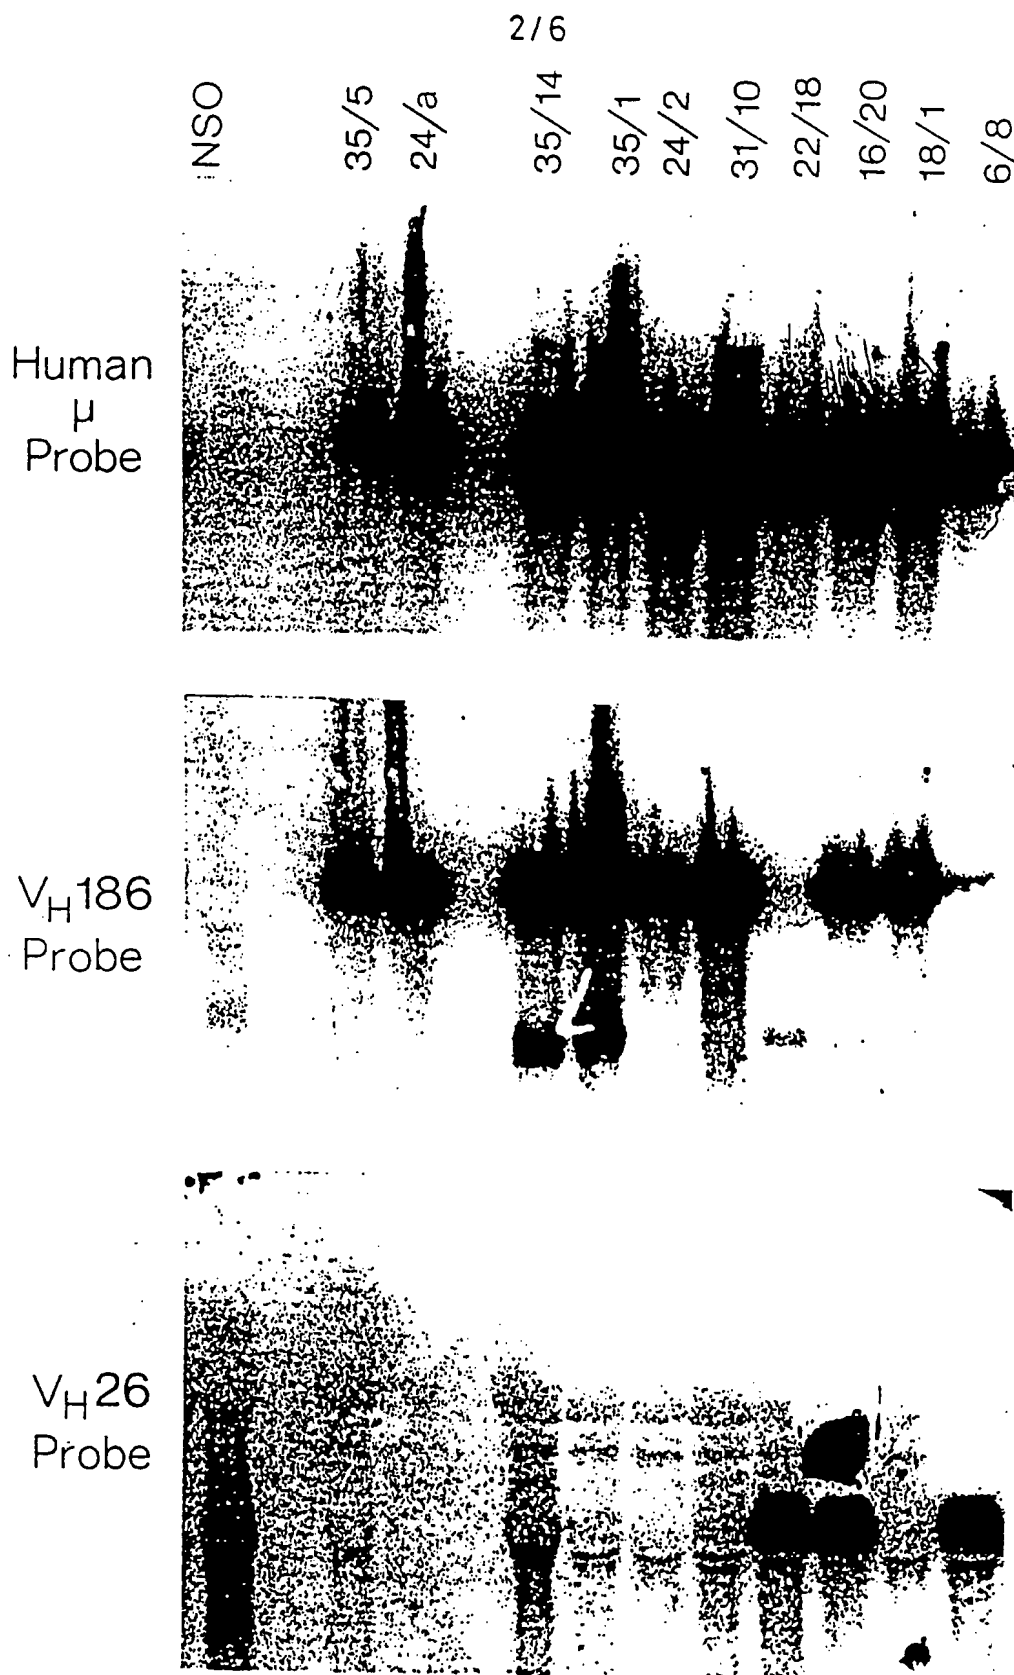 2/6
NSO 35/5 24/a 35/14 35/1 24/2 31/10 22/18 16/20 18/1 6/8
Human
μ
Probe
VH186
Probe
VH26
Probe